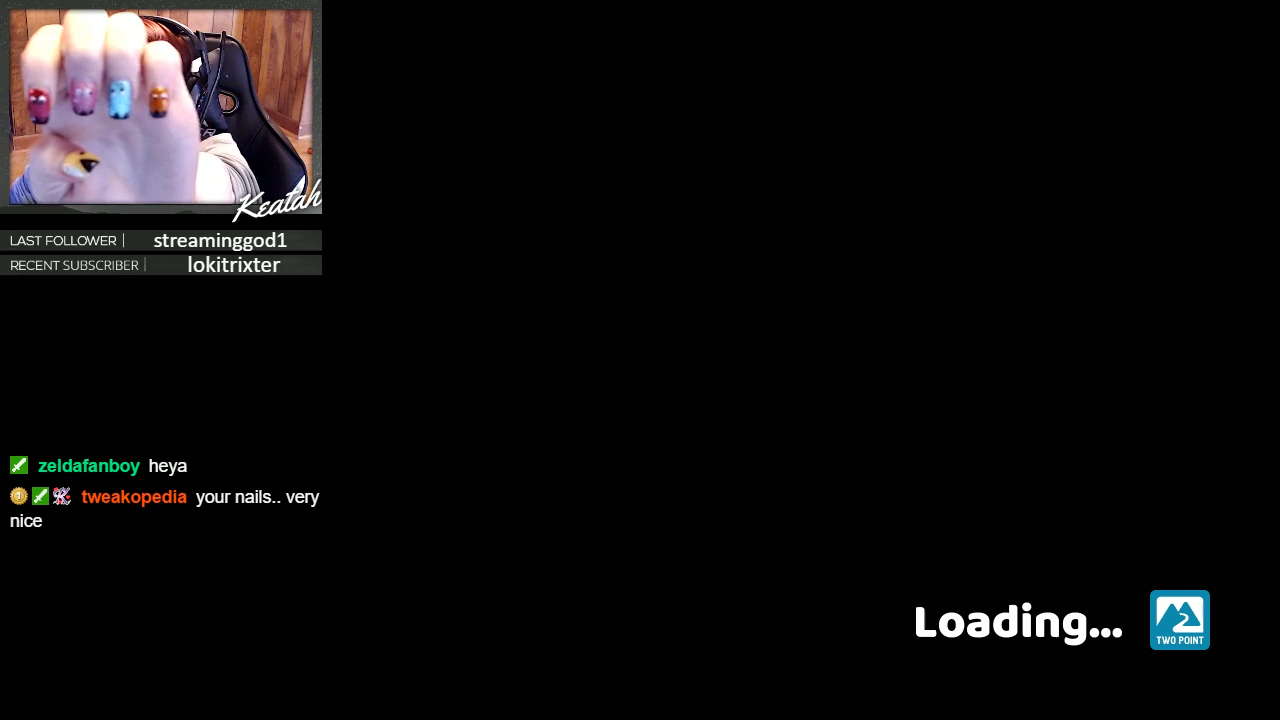 Keatah
LAST FOLLOWER | streaminggod1
RECENT SUBSCRIBER | lokitrixter
zeldafanboy heya
tweakopedia your nails.. very
nice
Loading...
TWO POINT